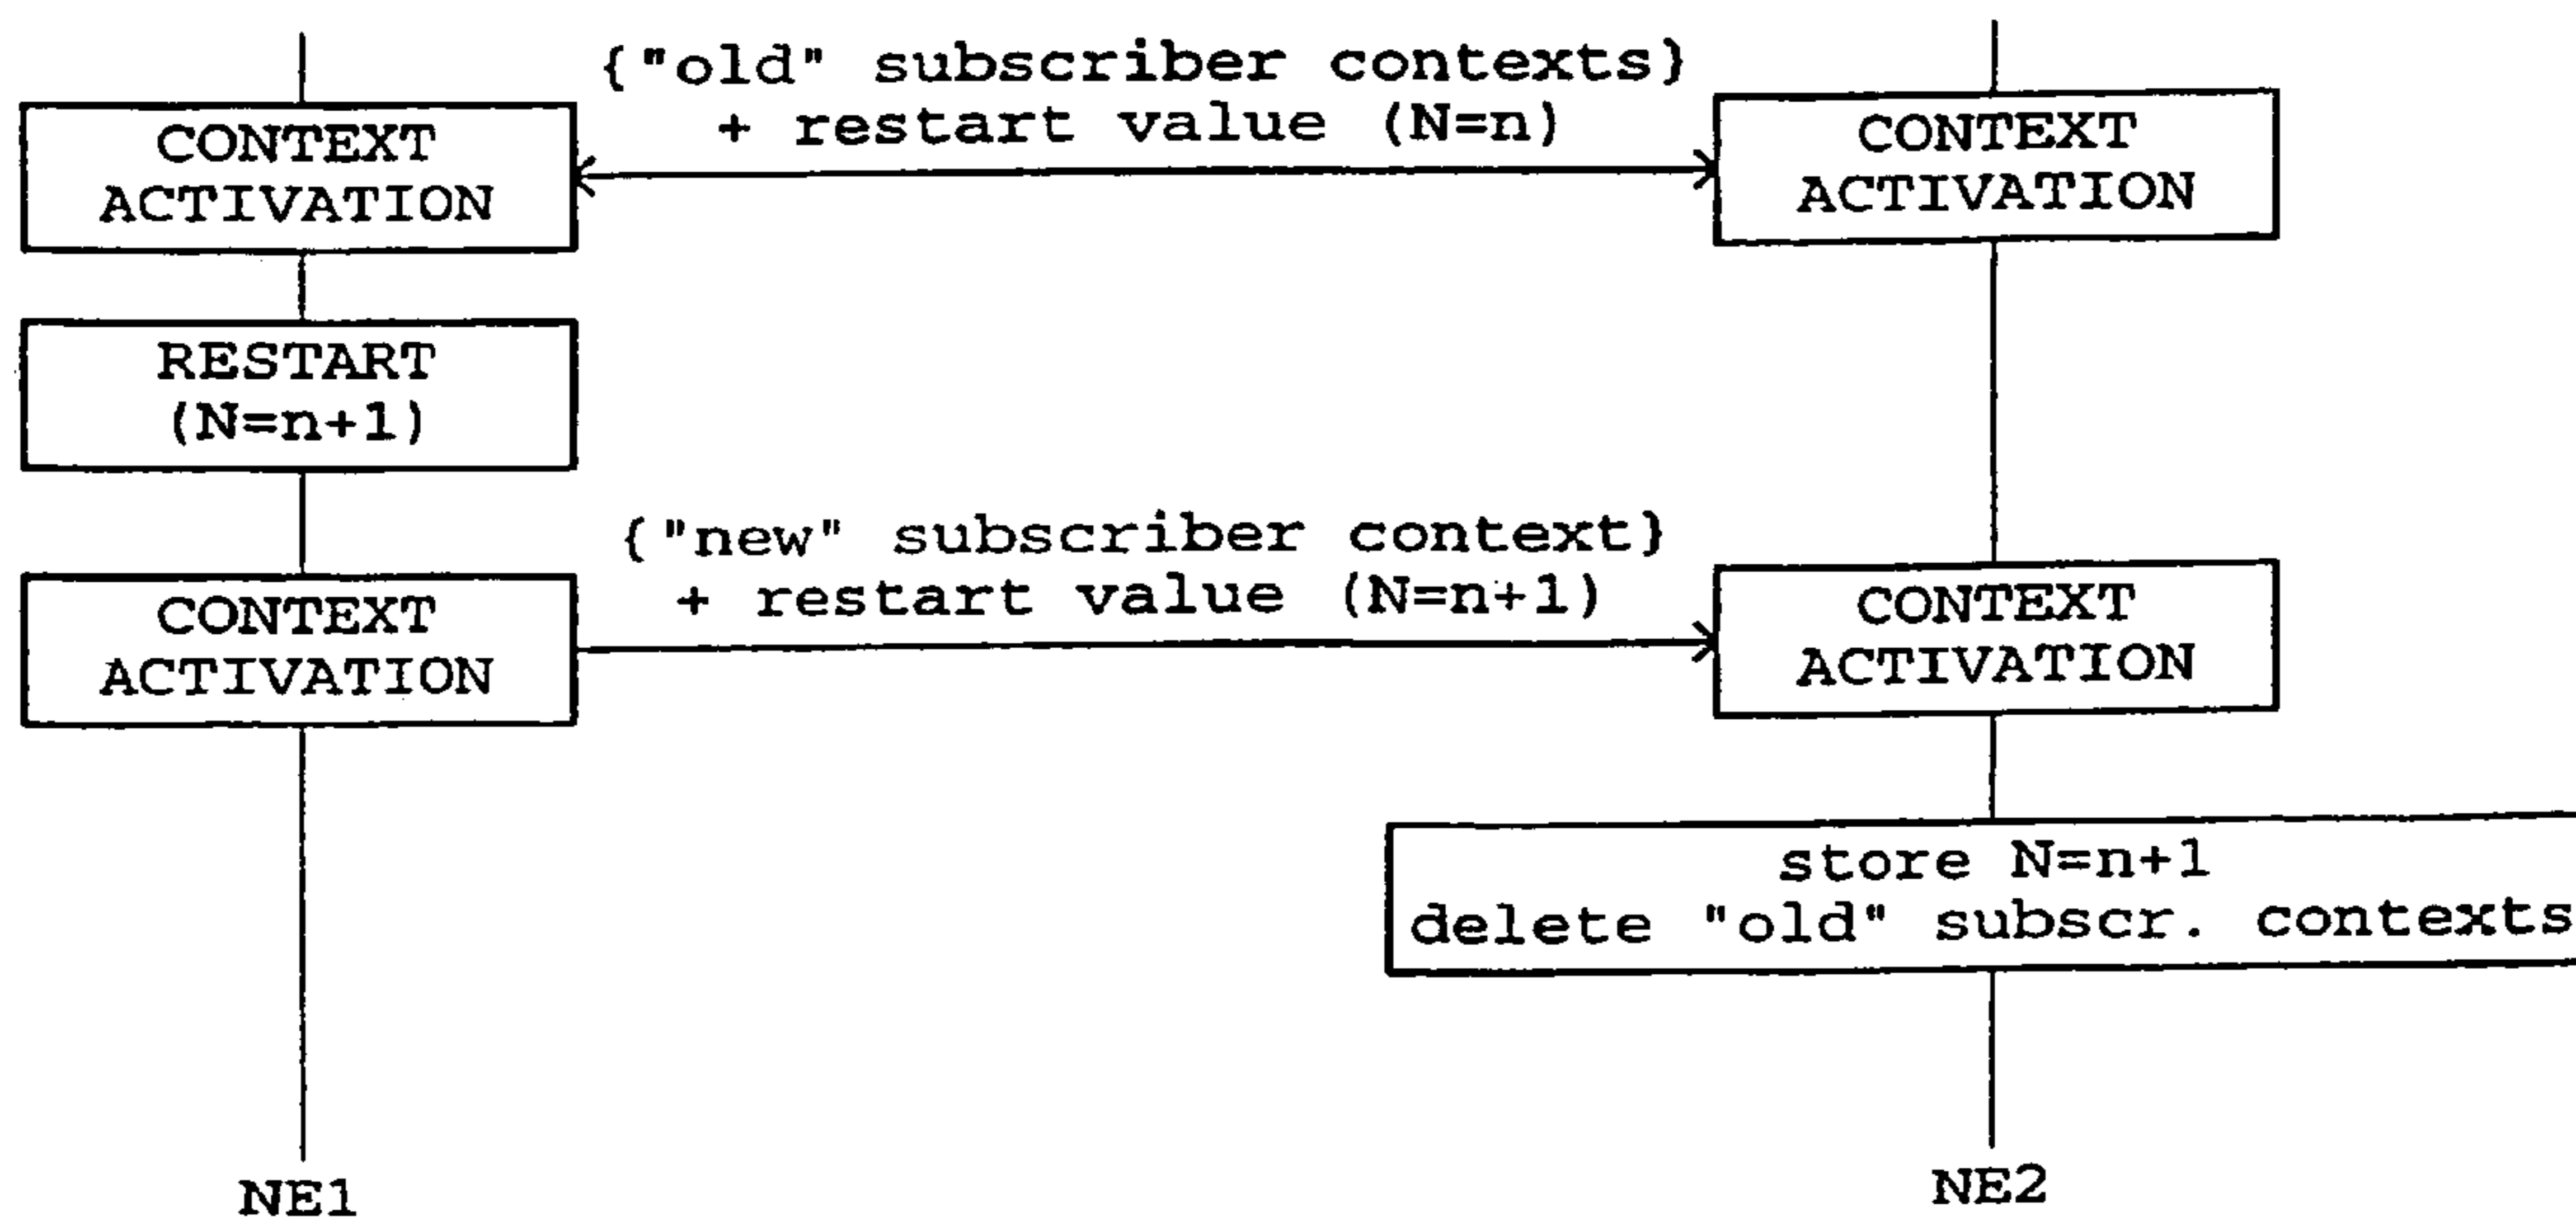 {"old" subscriber contexts}
+ restart value (N=n)
CONTEXT
ACTIVATION
CONTEXT
ACTIVATION
RESTART
(N=n+1)
{"new" subscriber context}
+ restart value (N=n+1)
CONTEXT
ACTIVATION
CONTEXT
ACTIVATION
store N=n+1
delete "old" subscr. contexts
NE1
NE2